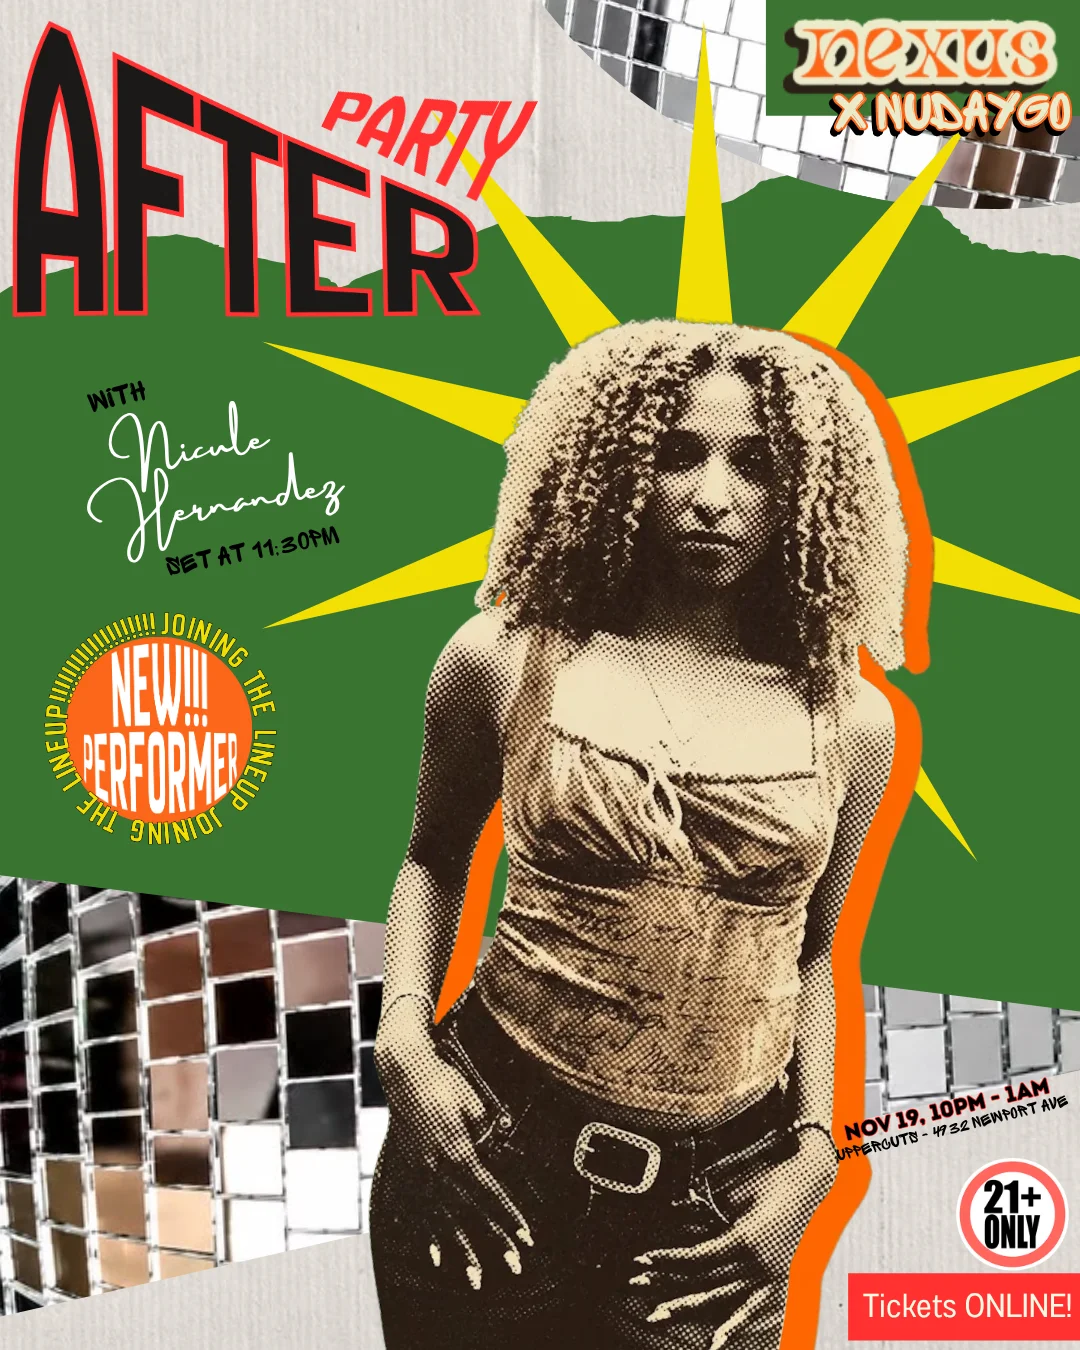 AFTER
PARTY
nexus
X NUDAYGO
WITH
Nicole
Hernandez
SET AT 11:30PM
JOINING THE LINEUP JOINING THE LINEUP!!!!!!!!!!!!!!!!!!!!
NEW!!!
PERFORMER
NOV 19, 10PM - 1AM
UPPERCUTS - 4932 NEWPORT AVE
21+
ONLY
Tickets ONLINE!